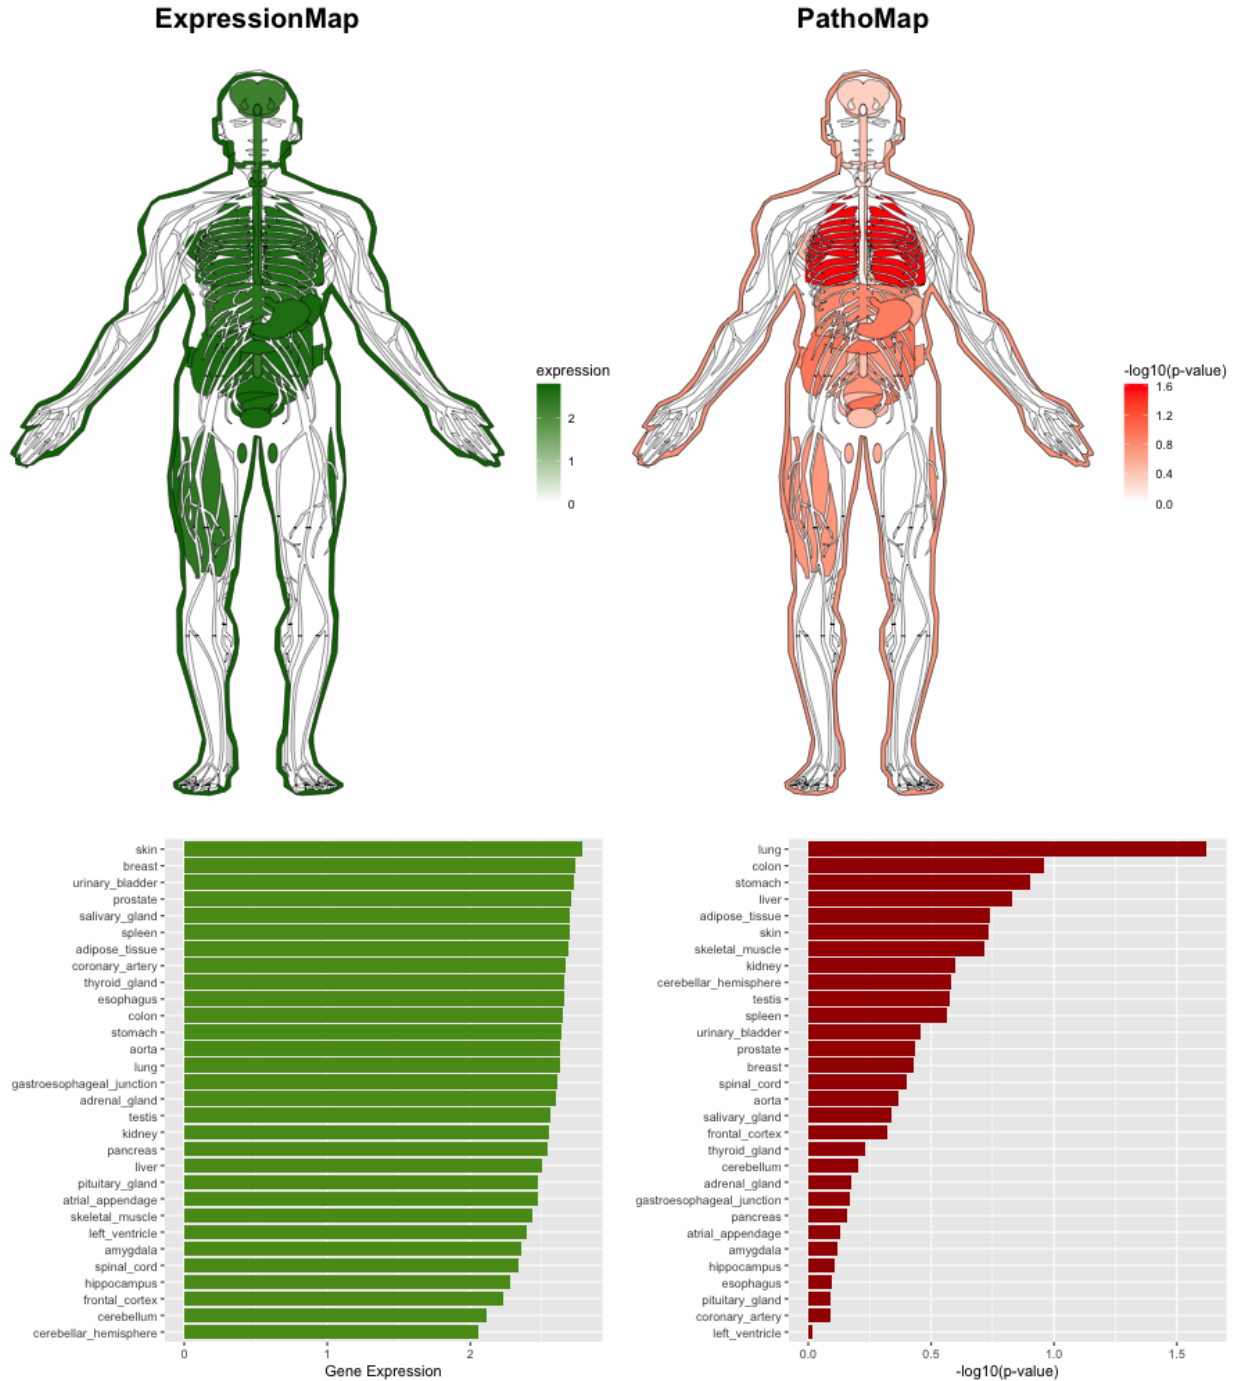 ExpressionMap
PathoMap
expression
2
1
0
-log10(p-value)
1.6
1.2
0.8
0.4
0.0
skin
breast
urinary_bladder
prostate
salivary_gland
spleen
adipose_tissue
coronary_artery
thyroid_gland
esophagus
colon
stomach
aorta
lung
gastroesophageal_junction
adrenal_gland
testis
kidney
pancreas
liver
pituitary_gland
atrial_appendage
skeletal_muscle
left_ventricle
amygdala
spinal_cord
hippocampus
frontal_cortex
cerebellum
cerebellar_hemisphere
0 1 2
Gene Expression
lung
colon
stomach
liver
adipose_tissue
skin
skeletal_muscle
kidney
cerebellar_hemisphere
testis
spleen
urinary_bladder
prostate
breast
spinal_cord
aorta
salivary_gland
frontal_cortex
thyroid_gland
cerebellum
adrenal_gland
gastroesophageal_junction
pancreas
atrial_appendage
amygdala
hippocampus
esophagus
pituitary_gland
coronary_artery
left_ventricle
0.0 0.5 1.0 1.5
-log10(p-value)